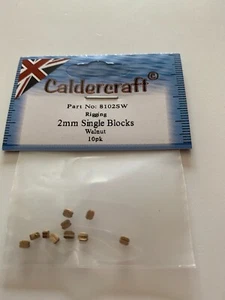 Caldercraft©
Part No: 8102SW
Rigging
2mm Single Blocks
Walnut
10pk